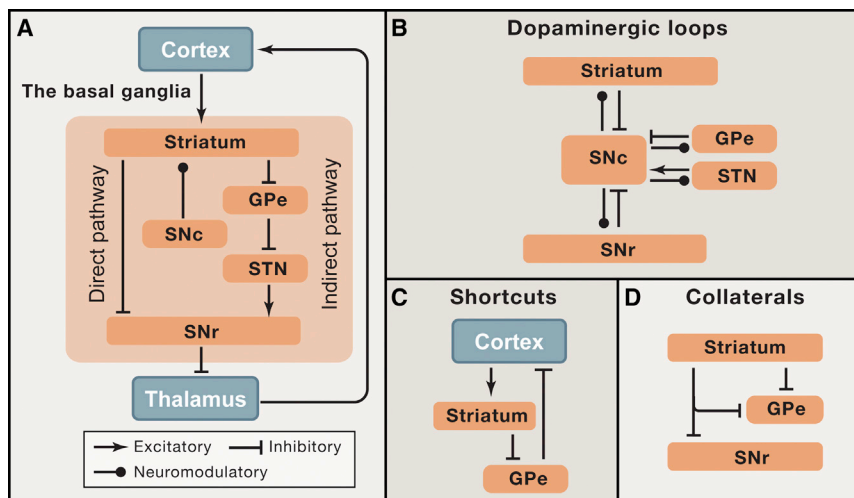 A
Cortex
The basal ganglia
Striatum
Direct pathway
Indirect pathway
GPe
SNc
STN
SNr
Thalamus
Excitatory
Inhibitory
Neuromodulatory
B
Dopaminergic loops
Striatum
SNc
GPe
STN
SNr
C
Shortcuts
Cortex
Striatum
GPe
D
Collaterals
Striatum
GPe
SNr